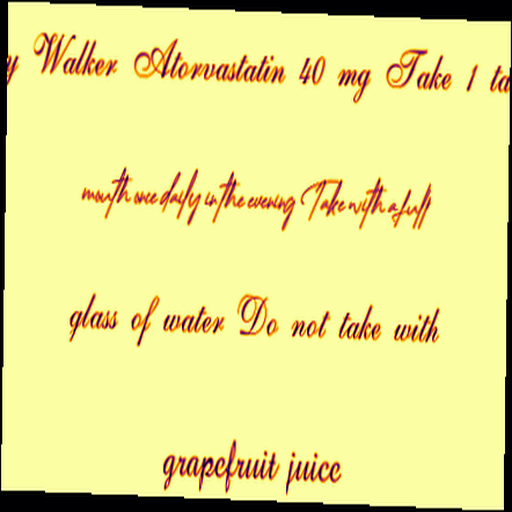 y Walker Atorvastatin 40 mg Take 1 ta
mouth once daily in the evening Take with a full
glass of water Do not take with
grapefruit juice